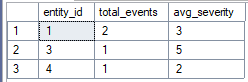 entity_id total_events avg_severity
1 1 2 3
2 3 1 5
3 4 1 2